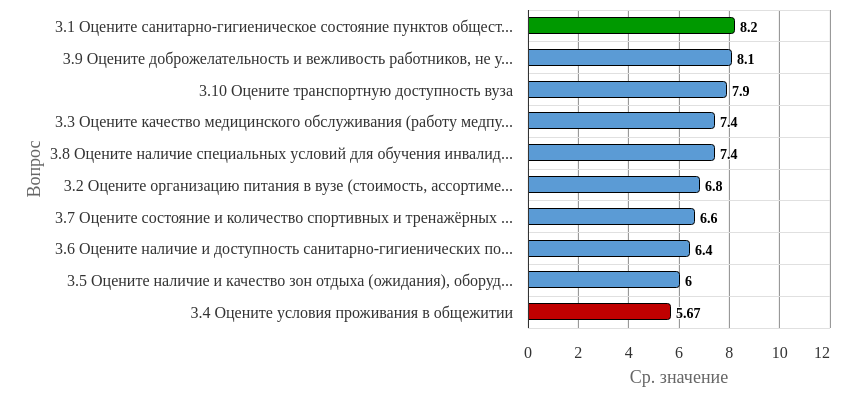 3.1 Оцените санитарно-гигиеническое состояние пунктов общест... 8.2
3.9 Оцените доброжелательность и вежливость работников, не у... 8.1
3.10 Оцените транспортную доступность вуза 7.9
3.3 Оцените качество медицинского обслуживания (работу медпу... 7.4
3.8 Оцените наличие специальных условий для обучения инвалид... 7.4
3.2 Оцените организацию питания в вузе (стоимость, ассортиме... 6.8
3.7 Оцените состояние и количество спортивных и тренажёрных ... 6.6
3.6 Оцените наличие и доступность санитарно-гигиенических по... 6.4
3.5 Оцените наличие и качество зон отдыха (ожидания), оборуд... 6
3.4 Оцените условия проживания в общежитии 5.67
Вопрос
0 2 4 6 8 10 12
Ср. значение